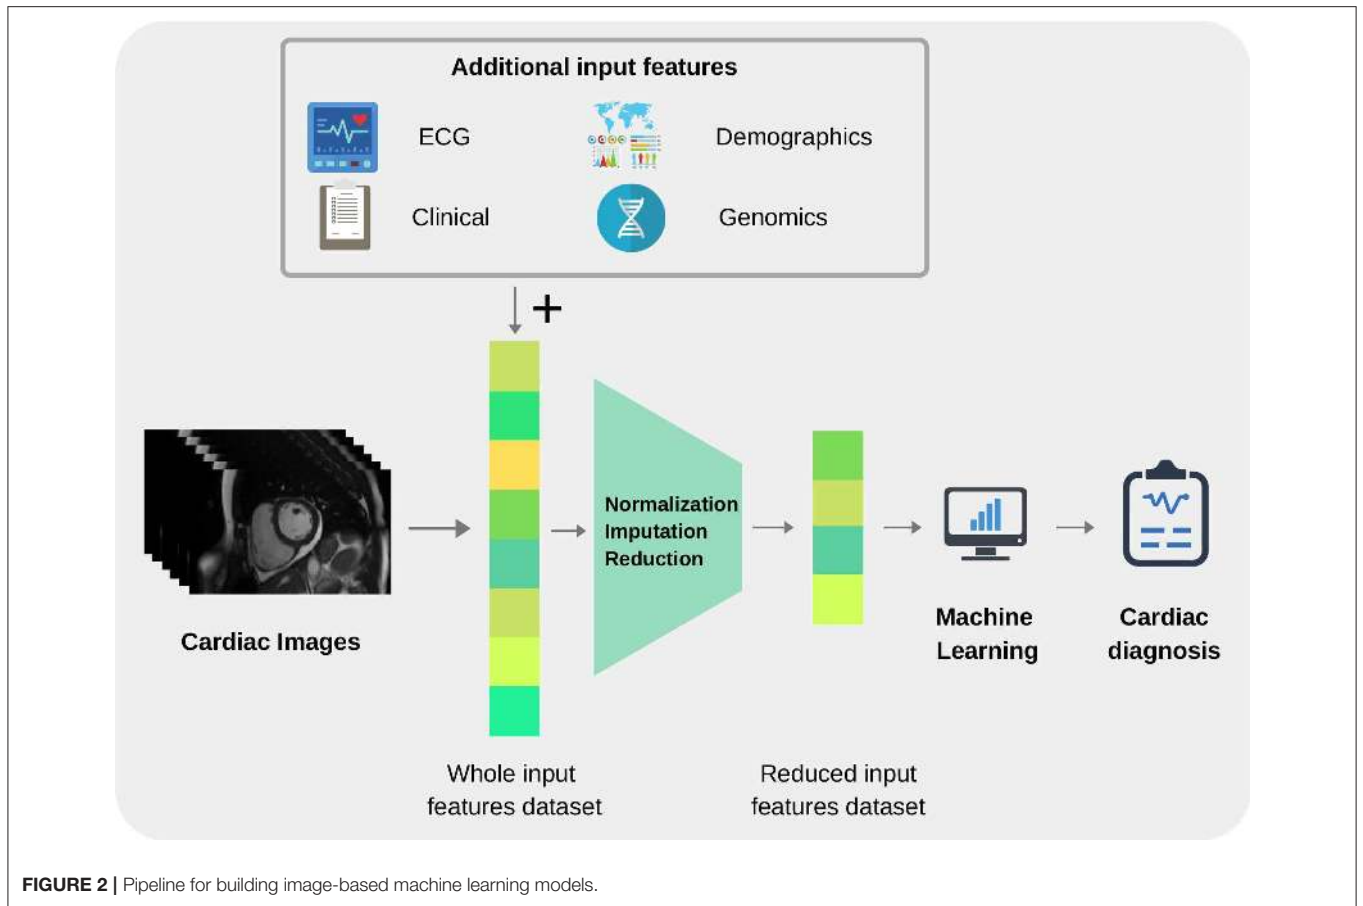 Additional input features
ECG
Demographics
Clinical
Genomics
+
Normalization
Imputation
Reduction
Cardiac Images
Machine
Learning
Cardiac
diagnosis
Whole input
features dataset
Reduced input
features dataset
FIGURE 2 | Pipeline for building image-based machine learning models.